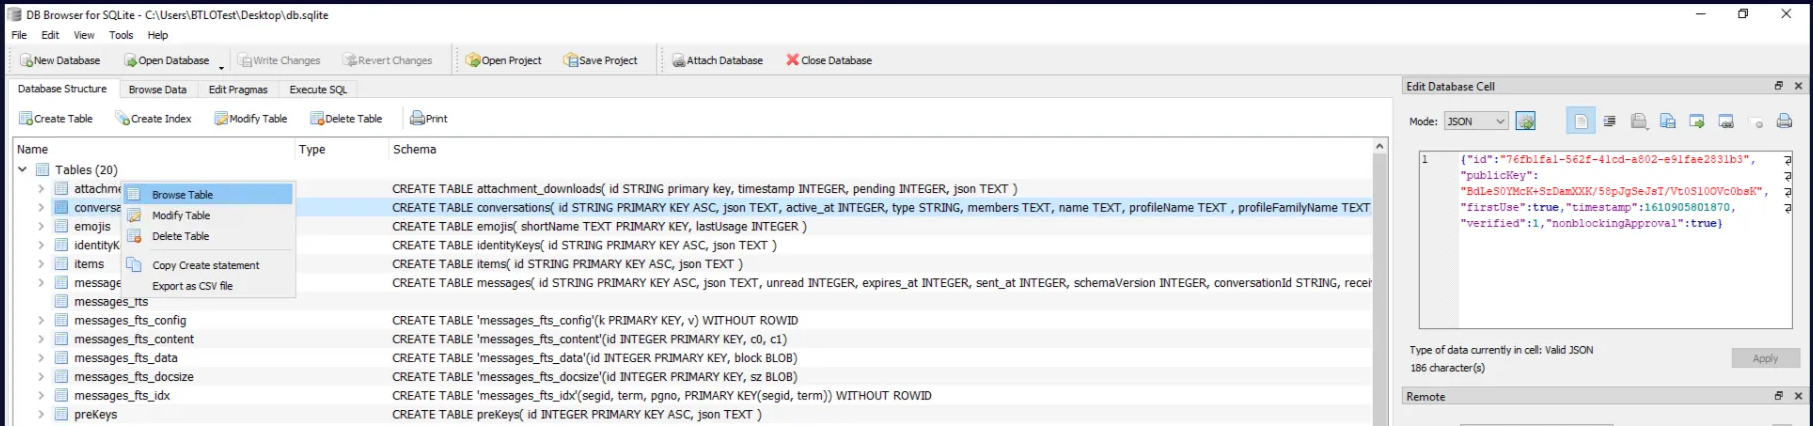 DB Browser for SQLite - C:\Users\BTLOTest\Desktop\db.sqlite
File Edit View Tools Help
New Database Open Database Write Changes Revert Changes Open Project Save Project Attach Database Close Database
Database Structure Browse Data Edit Pragmas Execute SQL
Create Table Create Index Modify Table Delete Table Print
Name Type Schema
Tables (20)
attachme CREATE TABLE attachment_downloads( id STRING primary key, timestamp INTEGER, pending INTEGER, json TEXT )
conversa CREATE TABLE conversations( id STRING PRIMARY KEY ASC, json TEXT, active_at INTEGER, type STRING, members TEXT, name TEXT, profileName TEXT , profileFamilyName TEXT,
emojis CREATE TABLE emojis( shortName TEXT PRIMARY KEY, lastUsage INTEGER )
identityK CREATE TABLE identityKeys( id STRING PRIMARY KEY ASC, json TEXT )
items CREATE TABLE items( id STRING PRIMARY KEY ASC, json TEXT )
message CREATE TABLE messages( id STRING PRIMARY KEY ASC, json TEXT, unread INTEGER, expires_at INTEGER, sent_at INTEGER, schemaVersion INTEGER, conversationId STRING, recei
messages_fts
messages_fts_config CREATE TABLE 'messages_fts_config'(k PRIMARY KEY, v) WITHOUT ROWID
messages_fts_content CREATE TABLE 'messages_fts_content'(id INTEGER PRIMARY KEY, c0, c1)
messages_fts_data CREATE TABLE 'messages_fts_data'(id INTEGER PRIMARY KEY, block BLOB)
messages_fts_docsize CREATE TABLE 'messages_fts_docsize'(id INTEGER PRIMARY KEY, sz BLOB)
messages_fts_idx CREATE TABLE 'messages_fts_idx'(segid, term, pgno, PRIMARY KEY(segid, term)) WITHOUT ROWID
preKeys CREATE TABLE preKeys( id INTEGER PRIMARY KEY ASC, json TEXT )
Browse Table
Modify Table
Delete Table
Copy Create statement
Export as CSV file
Edit Database Cell
Mode: JSON
1 {"id":"76fb1fa1-562f-41cd-a802-e91fae2831b3",
"publicKey":
"BdLeS0YMcK+SzDamXXK/58pJgSeJsT/Vt0Sl0OVc0bsK",
"firstUse":true,"timestamp":1610905801870,
"verified":1,"nonblockingApproval":true}
Type of data currently in cell: Valid JSON
186 character(s)
Apply
Remote